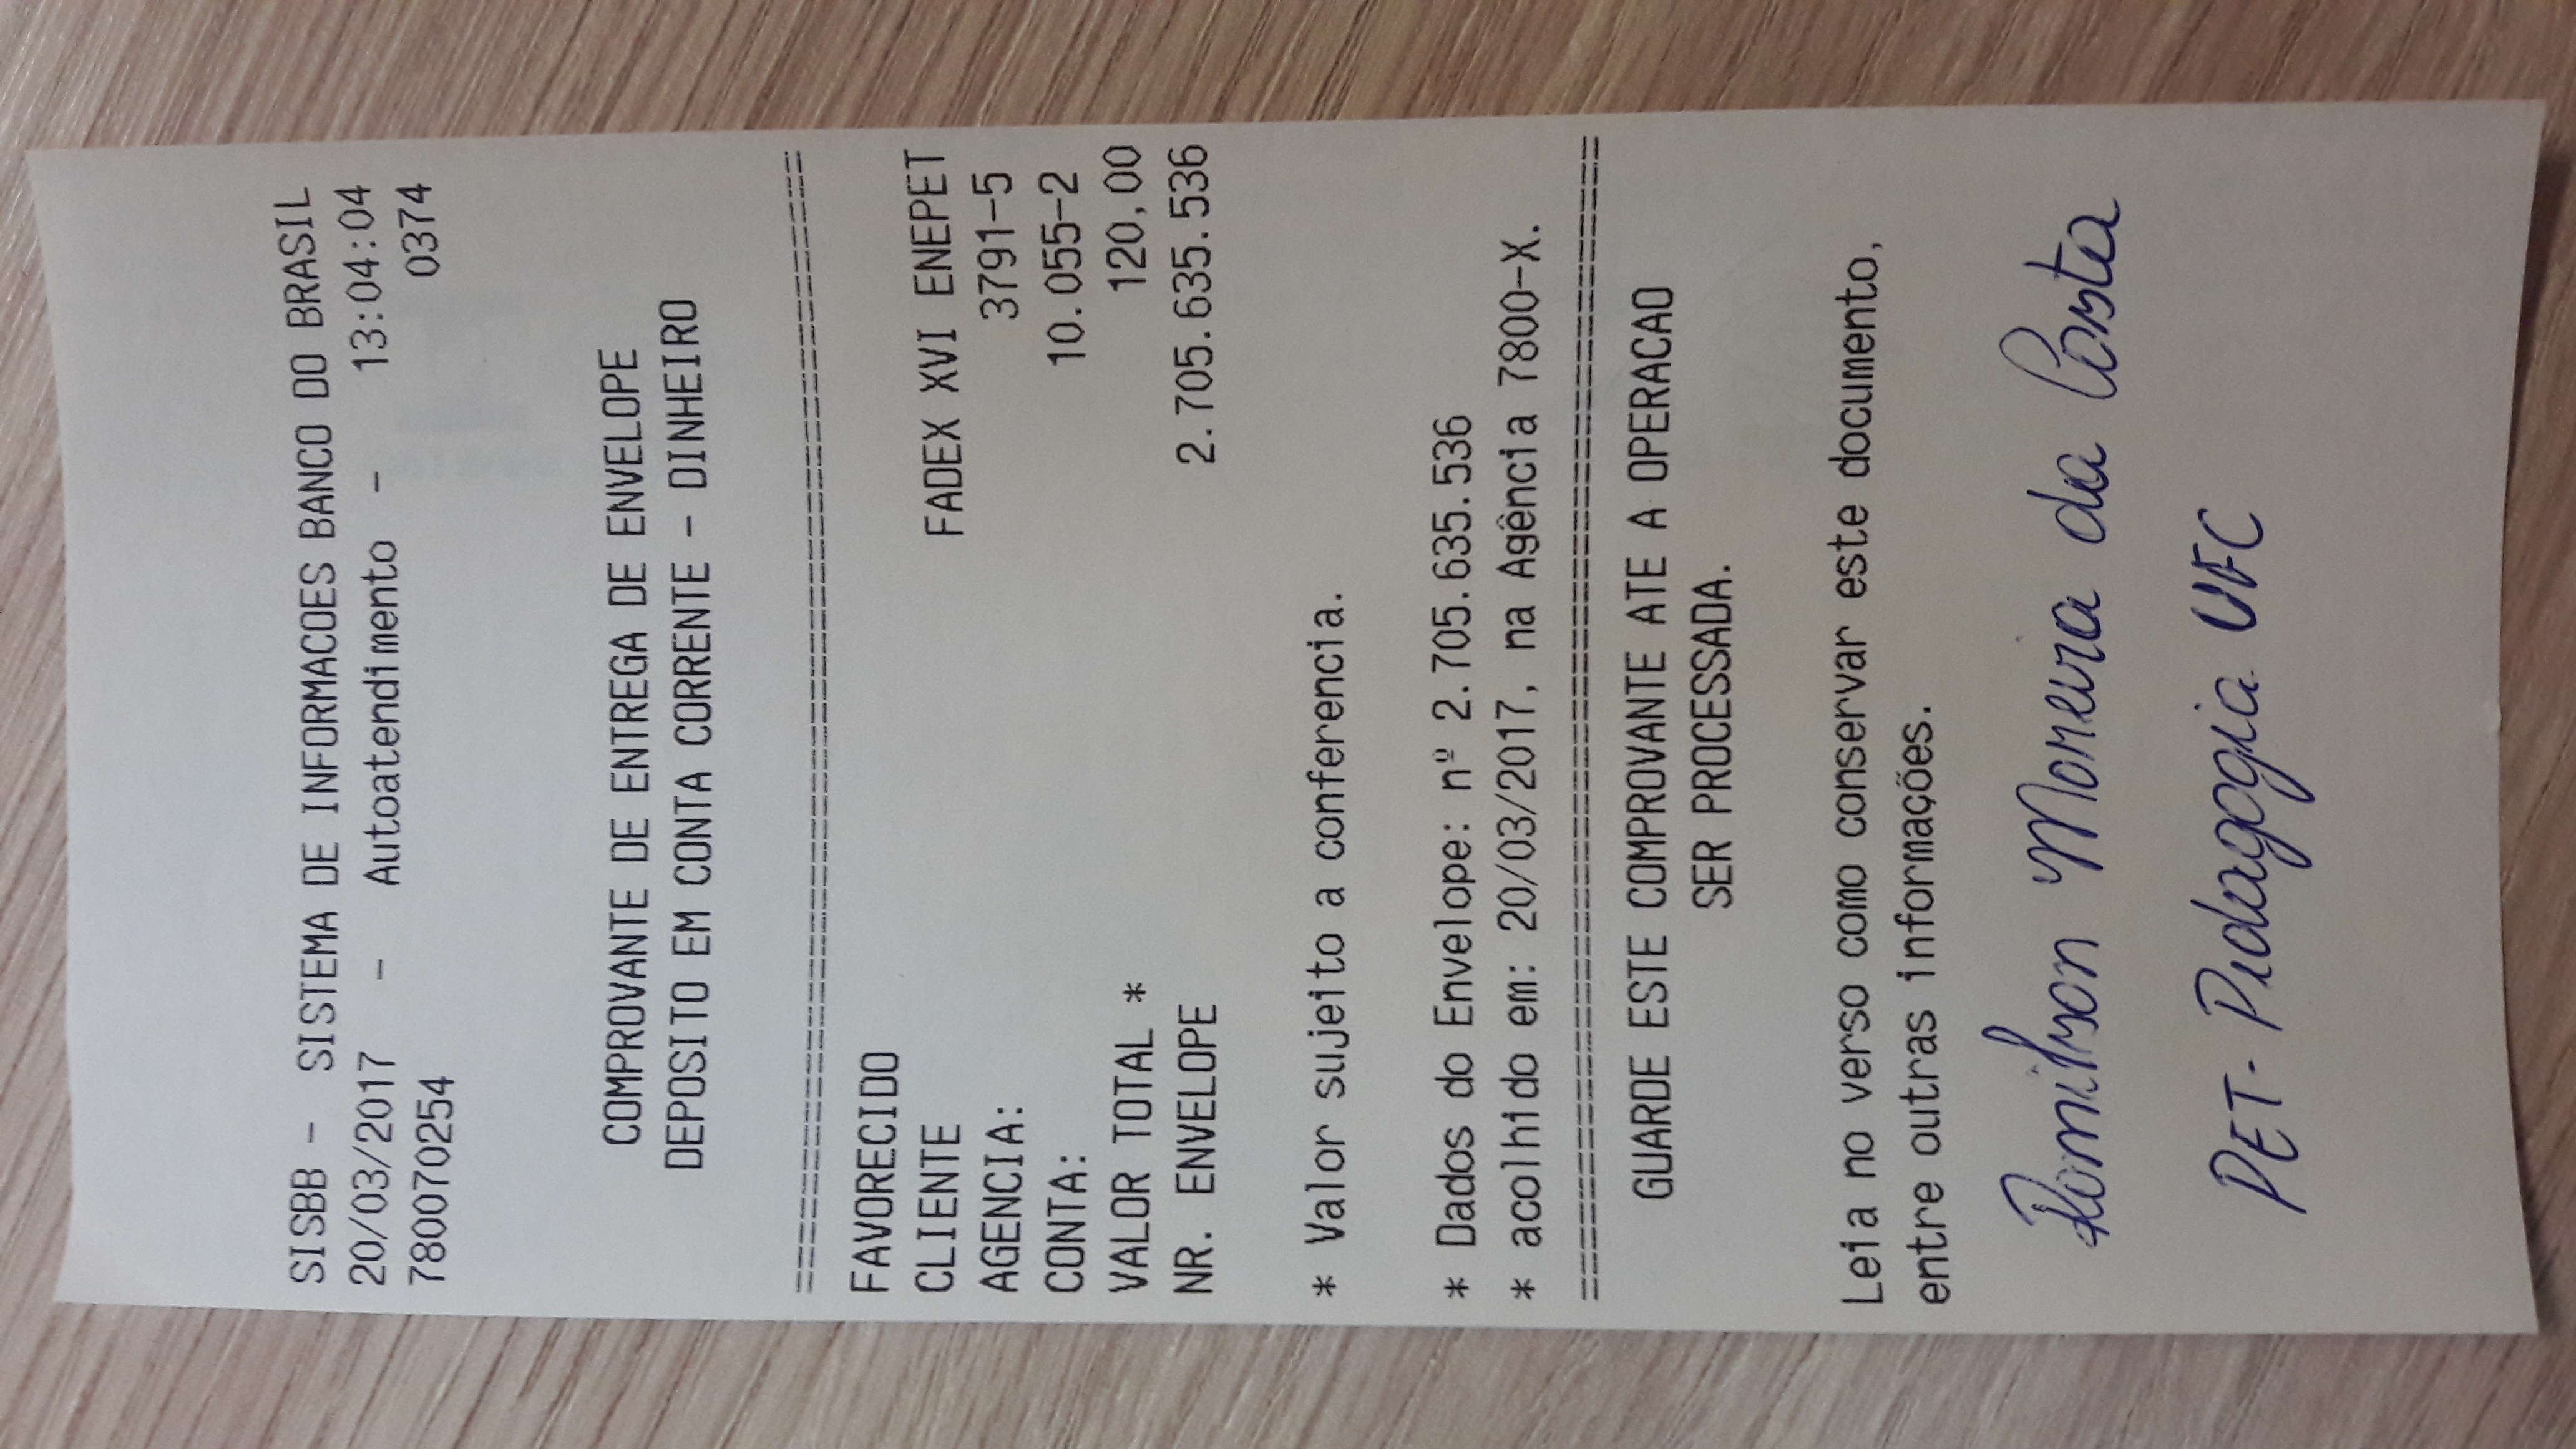 SISBB - SISTEMA DE INFORMACOES BANCO DO BRASIL
20/03/2017 - Autoatendimento - 13:04:04
780070254 0374
COMPROVANTE DE ENTREGA DE ENVELOPE
DEPOSITO EM CONTA CORRENTE - DINHEIRO
================================================
FAVORECIDO
CLIENTE FADEX XVI ENEPET
AGENCIA: 3791-5
CONTA: 10.055-2
VALOR TOTAL * 120,00
NR. ENVELOPE 2.705.635.536
* Valor sujeito a conferencia.
* Dados do Envelope: nº 2.705.635.536
* acolhido em: 20/03/2017, na Agência 7800-X.
================================================
GUARDE ESTE COMPROVANTE ATE A OPERACAO
SER PROCESSADA.
Leia no verso como conservar este documento,
entre outras informações.
Romilson Moreira da Costa
PET- Pedagogia UFC